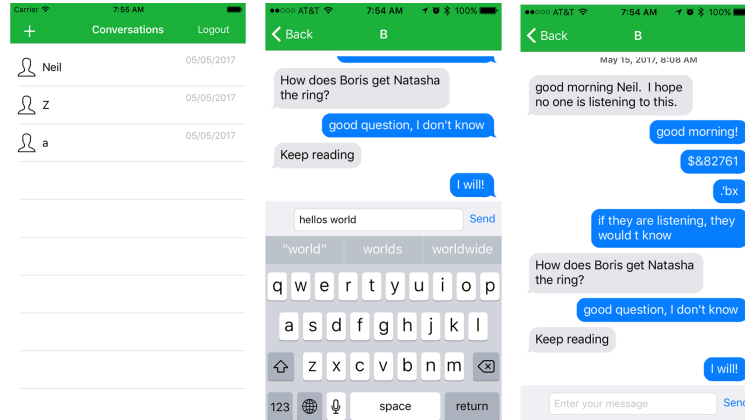 Carrier 7:55 AM
+ Conversations Logout
Neil 05/05/2017
Z 05/05/2017
a 05/05/2017
AT&T 7:54 AM 100%
Back B
How does Boris get Natasha
the ring?
good question, I don't know
Keep reading
I will!
hellos world Send
“world” worlds worldwide
q w e r t y u i o p
a s d f g h j k l
z x c v b n m
123 space return
AT&T 7:54 AM 100%
Back B
May 15, 2017, 8:08 AM
good morning Neil. I hope
no one is listening to this.
good morning!
$&82761
.'bx
if they are listening, they
would t know
How does Boris get Natasha
the ring?
good question, I don't know
Keep reading
I will!
Enter your message Send